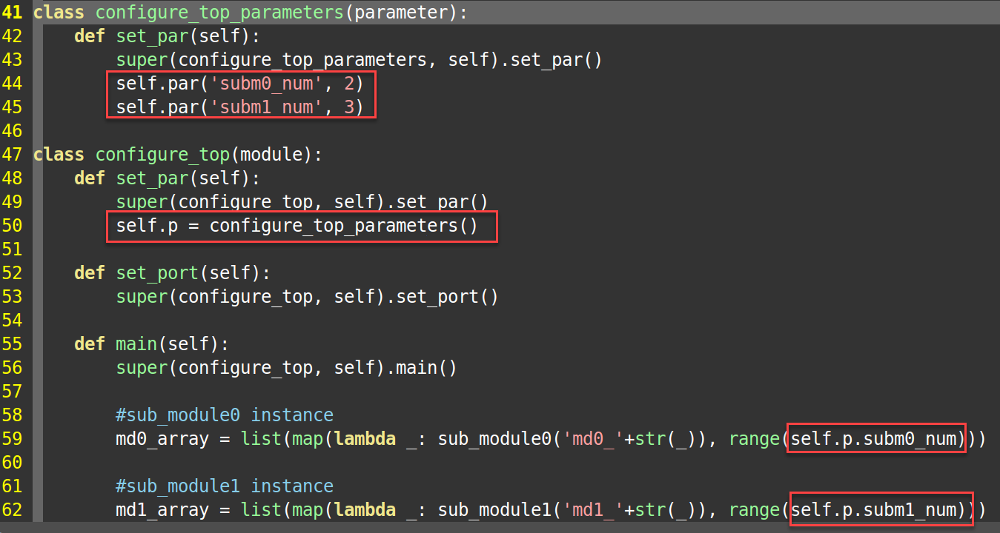 41 class configure_top_parameters(parameter):
42     def set_par(self):
43         super(configure_top_parameters, self).set_par()
44         self.par('subm0_num', 2)
45         self.par('subm1_num', 3)
46
47 class configure_top(module):
48     def set_par(self):
49         super(configure_top, self).set_par()
50         self.p = configure_top_parameters()
51
52     def set_port(self):
53         super(configure_top, self).set_port()
54
55     def main(self):
56         super(configure_top, self).main()
57
58         #sub_module0 instance
59         md0_array = list(map(lambda _: sub_module0('md0_'+str(_)), range(self.p.subm0_num)))
60
61         #sub_module1 instance
62         md1_array = list(map(lambda _: sub_module1('md1_'+str(_)), range(self.p.subm1_num)))